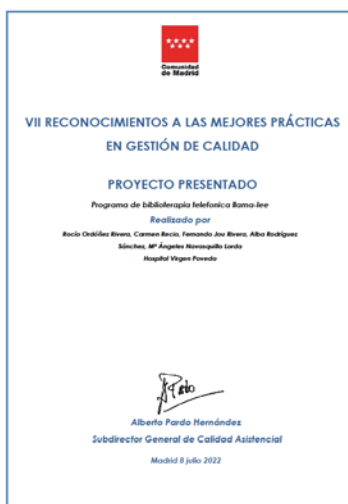 Comunidad
de Madrid
VII RECONOCIMIENTOS A LAS MEJORES PRÁCTICAS
EN GESTIÓN DE CALIDAD
PROYECTO PRESENTADO
Programa de biblioterapia telefonica llama-lee
Realizado por
Rocío Ordóñez Rivera, Carmen Recio, Fernando Jou Rivera, Alba Rodríguez
Sánchez, Mª Ángeles Navasquillo Lorda
Hospital Virgen Poveda
Alberto Pardo Hernández
Subdirector General de Calidad Asistencial
Madrid 8 julio 2022